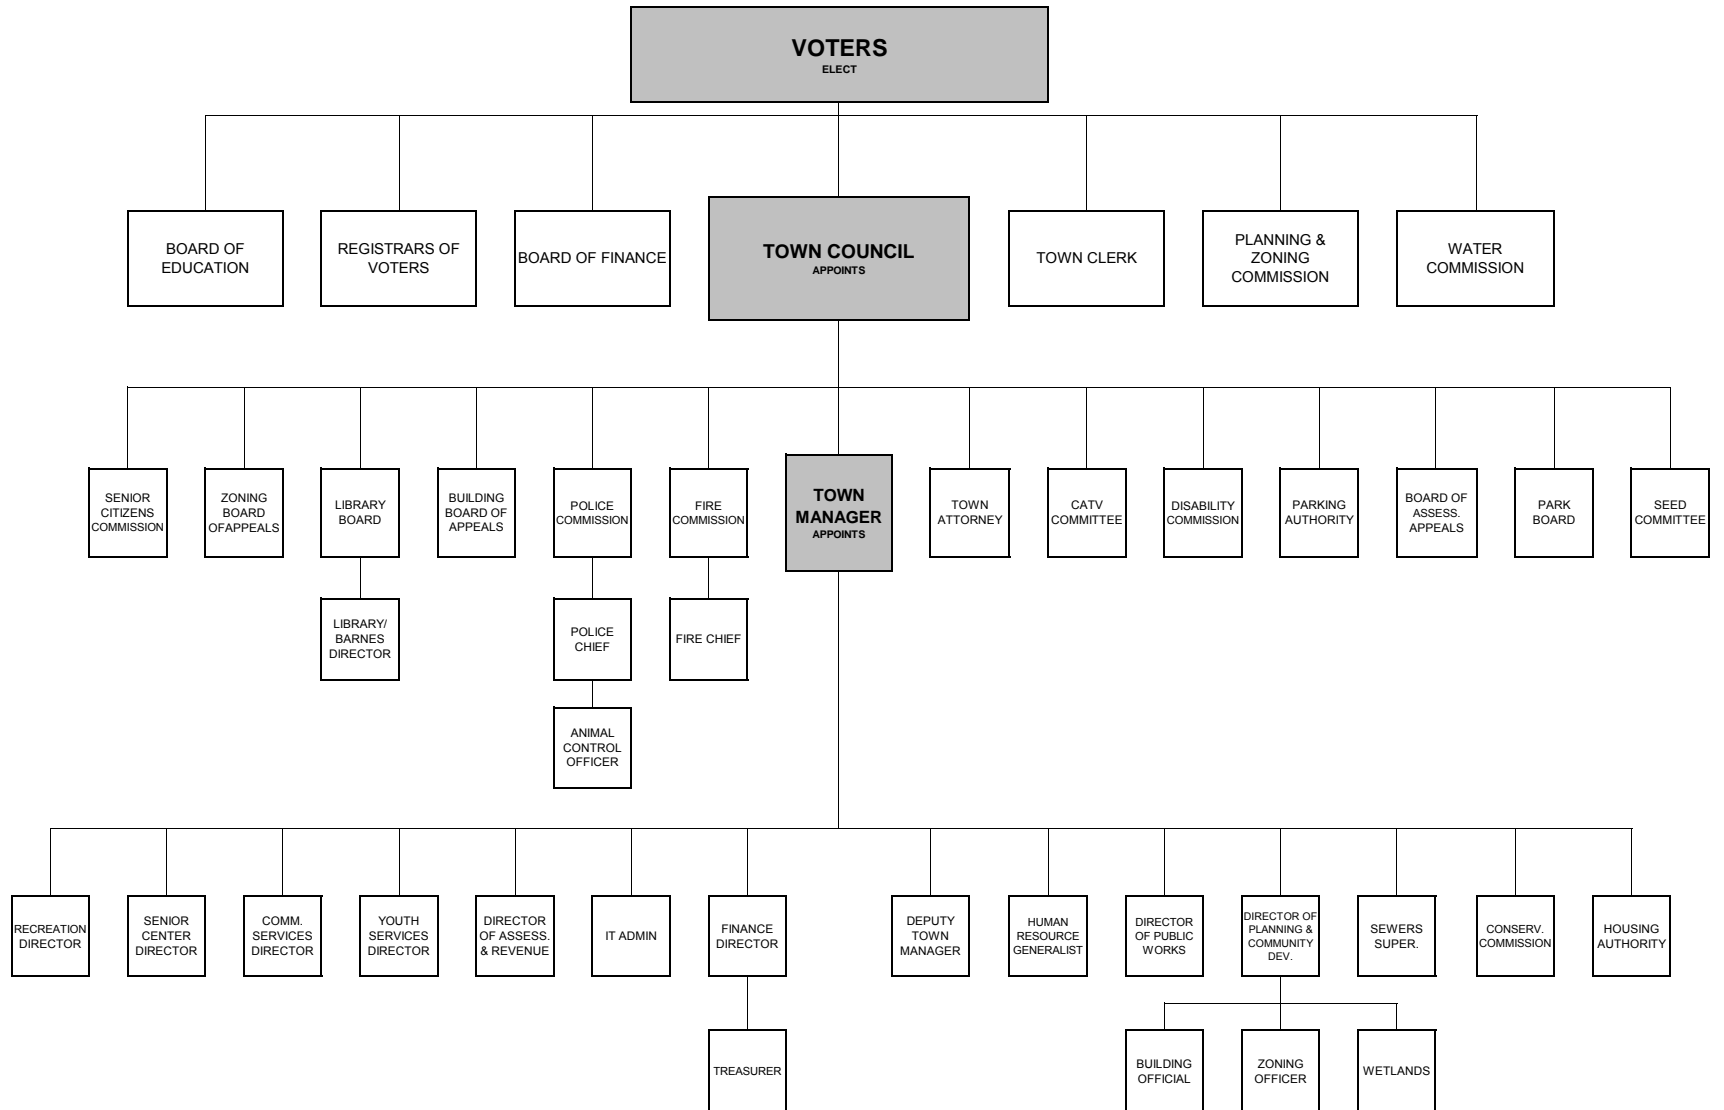 VOTERS
ELECT
BOARD OF
EDUCATION
REGISTRARS OF
VOTERS
BOARD OF FINANCE
TOWN COUNCIL
APPOINTS
TOWN CLERK
PLANNING &
ZONING
COMMISSION
WATER
COMMISSION
SENIOR
CITIZENS
COMMISSION
ZONING
BOARD
OFAPPEALS
LIBRARY
BOARD
BUILDING
BOARD OF
APPEALS
POLICE
COMMISSION
FIRE
COMMISSION
TOWN
MANAGER
APPOINTS
TOWN
ATTORNEY
CATV
COMMITTEE
DISABILITY
COMMISSION
PARKING
AUTHORITY
BOARD OF
ASSESS.
APPEALS
PARK
BOARD
SEED
COMMITTEE
LIBRARY/
BARNES
DIRECTOR
POLICE
CHIEF
FIRE CHIEF
ANIMAL
CONTROL
OFFICER
RECREATION
DIRECTOR
SENIOR
CENTER
DIRECTOR
COMM.
SERVICES
DIRECTOR
YOUTH
SERVICES
DIRECTOR
DIRECTOR
OF ASSESS.
& REVENUE
IT ADMIN
FINANCE
DIRECTOR
DEPUTY
TOWN
MANAGER
HUMAN
RESOURCE
GENERALIST
DIRECTOR
OF PUBLIC
WORKS
DIRECTOR OF
PLANNING &
COMMUNITY
DEV.
SEWERS
SUPER.
CONSERV.
COMMISSION
HOUSING
AUTHORITY
TREASURER
BUILDING
OFFICIAL
ZONING
OFFICER
WETLANDS